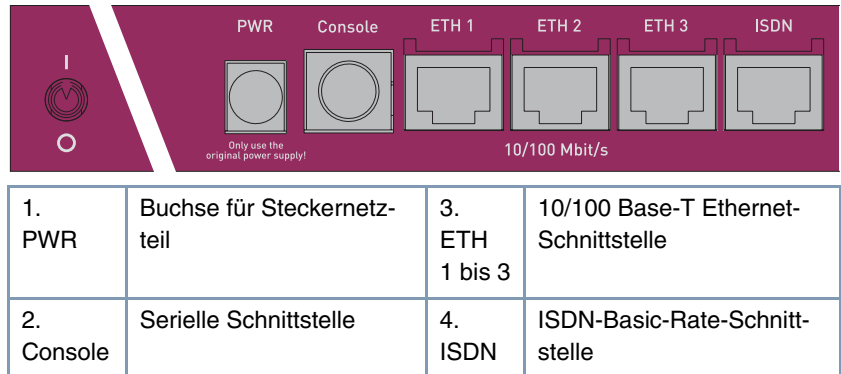 PWR Console ETH 1 ETH 2 ETH 3 ISDN
I
O
Only use the
original power supply!
10/100 Mbit/s
1.
PWR
Buchse für Steckernetz-
teil
3.
ETH
1 bis 3
10/100 Base-T Ethernet-
Schnittstelle
2.
Console
Serielle Schnittstelle
4.
ISDN
ISDN-Basic-Rate-Schnitt-
stelle